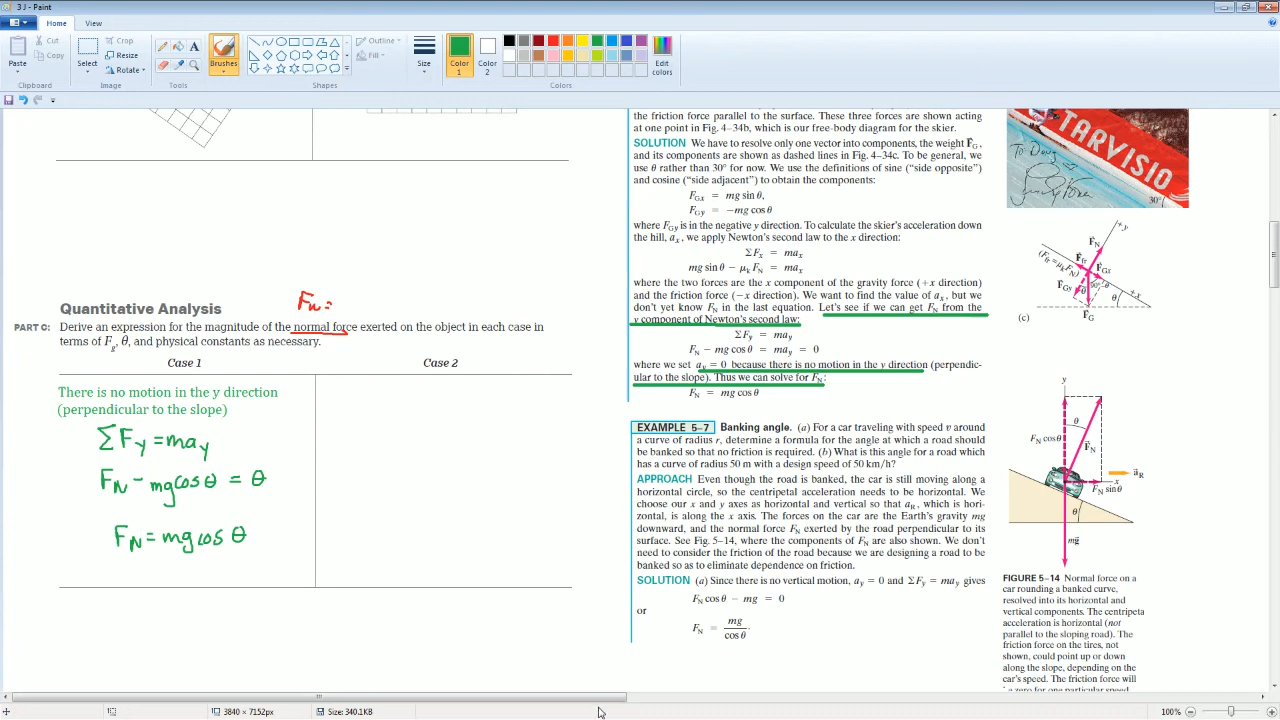 3 J - Paint
Home
View
Paste
Cut
Copy
Clipboard
Select
Crop
Resize
Rotate
Image
Tools
Brushes
Outline
Fill
Shapes
Size
Color 1
Color 2
Edit colors
Colors
Quantitative Analysis
FN =
PART C: Derive an expression for the magnitude of the normal force exerted on the object in each case in
terms of Fg, θ, and physical constants as necessary.
Case 1
Case 2
There is no motion in the y direction
(perpendicular to the slope)
ΣFy = may
FN - mg cos θ = θ
FN = mg cos θ
the friction force parallel to the surface. These three forces are shown acting
at one point in Fig. 4–34b, which is our free-body diagram for the skier.
SOLUTION We have to resolve only one vector into components, the weight F⃗G,
and its components are shown as dashed lines in Fig. 4–34c. To be general, we
use θ rather than 30° for now. We use the definitions of sine (“side opposite”)
and cosine (“side adjacent”) to obtain the components:
FGx = mg sin θ,
FGy = −mg cos θ
where FGy is in the negative y direction. To calculate the skier's acceleration down
the hill, ax, we apply Newton's second law to the x direction:
ΣFx = max
mg sin θ − μk FN = max
where the two forces are the x component of the gravity force (+x direction)
and the friction force (−x direction). We want to find the value of ax, but we
don't yet know FN in the last equation. Let's see if we can get FN from the
y component of Newton's second law:
ΣFy = may
FN − mg cos θ = may = 0
where we set ay = 0 because there is no motion in the y direction (perpendic-
ular to the slope). Thus we can solve for FN:
FN = mg cos θ
EXAMPLE 5–7 Banking angle. (a) For a car traveling with speed v around
a curve of radius r, determine a formula for the angle at which a road should
be banked so that no friction is required. (b) What is this angle for a road which
has a curve of radius 50 m with a design speed of 50 km/h?
APPROACH Even though the road is banked, the car is still moving along a
horizontal circle, so the centripetal acceleration needs to be horizontal. We
choose our x and y axes as horizontal and vertical so that aR, which is hori-
zontal, is along the x axis. The forces on the car are the Earth's gravity mg
downward, and the normal force FN exerted by the road perpendicular to its
surface. See Fig. 5–14, where the components of FN are also shown. We don't
need to consider the friction of the road because we are designing a road to be
banked so as to eliminate dependence on friction.
SOLUTION (a) Since there is no vertical motion, ay = 0 and ΣFy = may gives
FN cos θ − mg = 0
or
FN = mg / cos θ.
TARVISIO
To Doug
30°
+y
F⃗N
F⃗fr
(Ffr = μk FN)
F⃗Gx
F⃗Gy
90°-θ
θ
θ
+x
F⃗G
(c)
y
θ
FN cos θ
F⃗N
a⃗R
x
FN sin θ
θ
mg⃗
FIGURE 5–14 Normal force on a
car rounding a banked curve,
resolved into its horizontal and
vertical components. The centripeta
acceleration is horizontal (not
parallel to the sloping road). The
friction force on the tires, not
shown, could point up or down
along the slope, depending on the
car's speed. The friction force will
zero for one particular speed
3840 × 7152px
Size: 340.1KB
100%